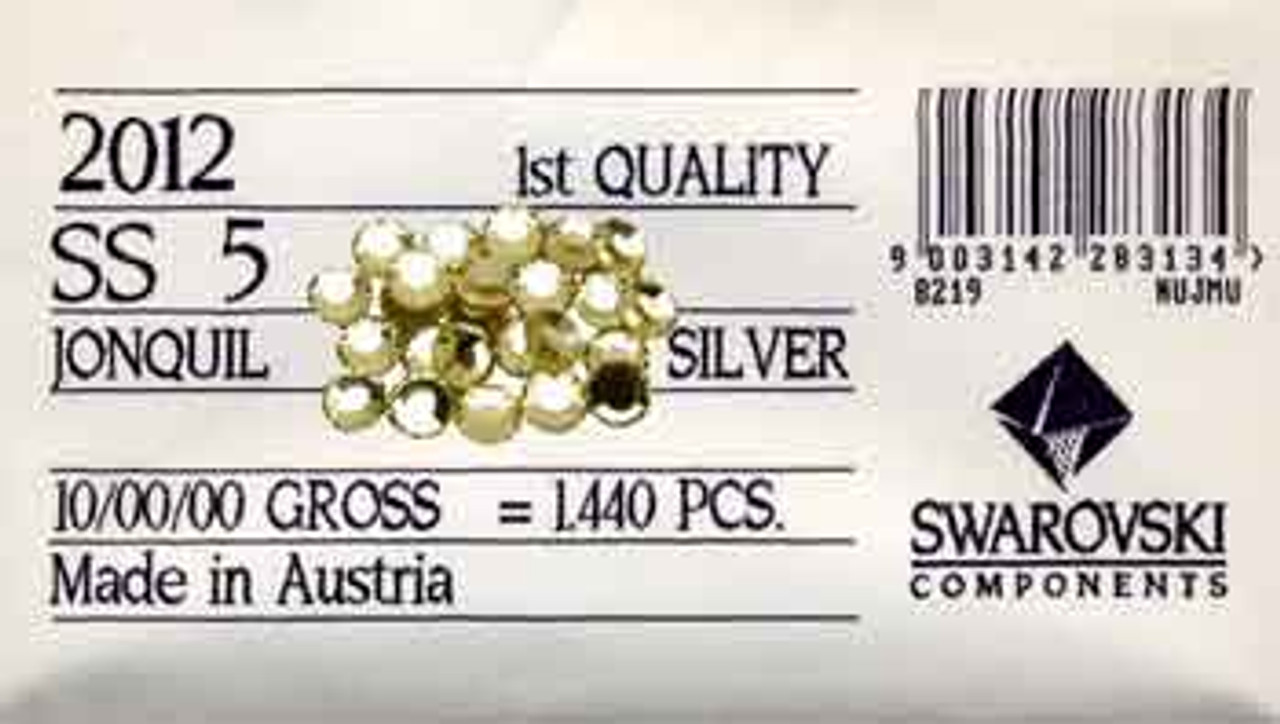 2012 1st QUALITY
SS 5
JONQUIL SILVER
10/00/00 GROSS = 1.440 PCS.
Made in Austria
9 003142 283134 >
8219 NUJMU
SWAROVSKI
COMPONENTS